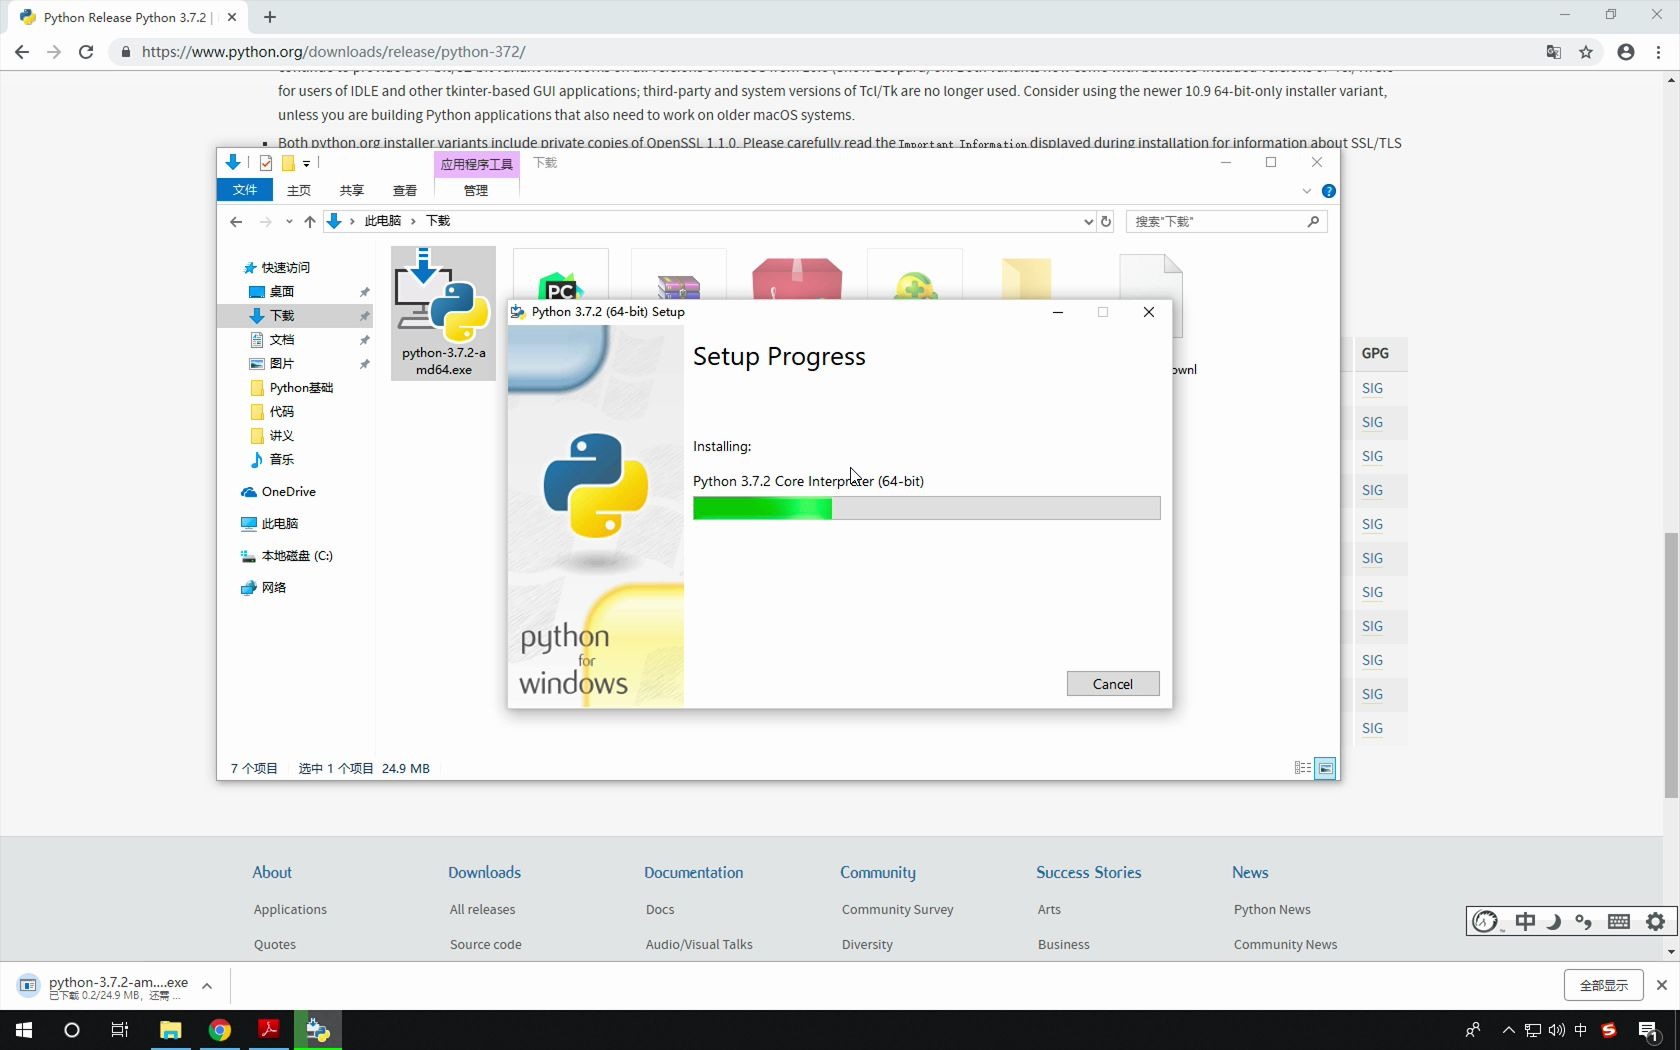 Python Release Python 3.7.2 |
https://www.python.org/downloads/release/python-372/
for users of IDLE and other tkinter-based GUI applications; third-party and system versions of Tcl/Tk are no longer used. Consider using the newer 10.9 64-bit-only installer variant,
unless you are building Python applications that also need to work on older macOS systems.
Both python.org installer variants include private copies of OpenSSL 1.1.0. Please carefully read the Important Information displayed during installation for information about SSL/TLS
应用程序工具
下载
文件
主页
共享
查看
管理
此电脑
下载
搜索"下载"
快速访问
桌面
下载
文档
图片
Python基础
代码
讲义
音乐
OneDrive
此电脑
本地磁盘 (C:)
网络
python-3.7.2-a
md64.exe
PC
ownl
Python 3.7.2 (64-bit) Setup
Setup Progress
Installing:
Python 3.7.2 Core Interpreter (64-bit)
python
for
windows
Cancel
7 个项目
选中 1 个项目 24.9 MB
GPG
SIG
SIG
SIG
SIG
SIG
SIG
SIG
SIG
SIG
SIG
SIG
About
Downloads
Documentation
Community
Success Stories
News
Applications
All releases
Docs
Community Survey
Arts
Python News
Quotes
Source code
Audio/Visual Talks
Diversity
Business
Community News
中
python-3.7.2-am....exe
已下载 0.2/24.9 MB，还需 ...
全部显示
中
1